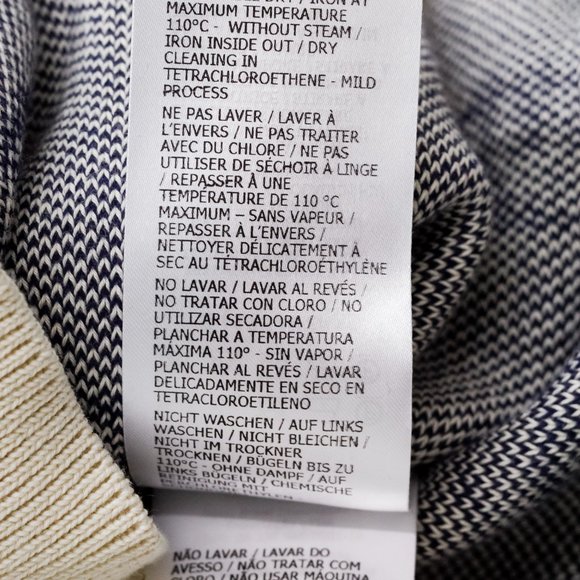 MAXIMUM TEMPERATURE
110°C - WITHOUT STEAM /
IRON INSIDE OUT / DRY
CLEANING IN
TETRACHLOROETHENE - MILD
PROCESS
NE PAS LAVER / LAVER À
L'ENVERS / NE PAS TRAITER
AVEC DU CHLORE / NE PAS
UTILISER DE SÉCHOIR À LINGE
/ REPASSER À UNE
TEMPÉRATURE DE 110 °C
MAXIMUM – SANS VAPEUR /
REPASSER À L'ENVERS /
NETTOYER DÉLICATEMENT À
SEC AU TÉTRACHLOROÉTHYLÈNE
NO LAVAR / LAVAR AL REVÉS /
NO TRATAR CON CLORO / NO
UTILIZAR SECADORA /
PLANCHAR A TEMPERATURA
MÁXIMA 110° - SIN VAPOR /
PLANCHAR AL REVÉS / LAVAR
DELICADAMENTE EN SECO EN
TETRACLOROETILENO
NICHT WASCHEN / AUF LINKS
WASCHEN / NICHT BLEICHEN /
NICHT IM TROCKNER
TROCKNEN / BÜGELN BIS ZU
110°C - OHNE DAMPF / AUF
LINKS BÜGELN / CHEMISCHE
REINIGUNG MIT
NÃO LAVAR / LAVAR DO
AVESSO / NÃO TRATAR COM
CLORO / NÃO USAR MÁQUINA